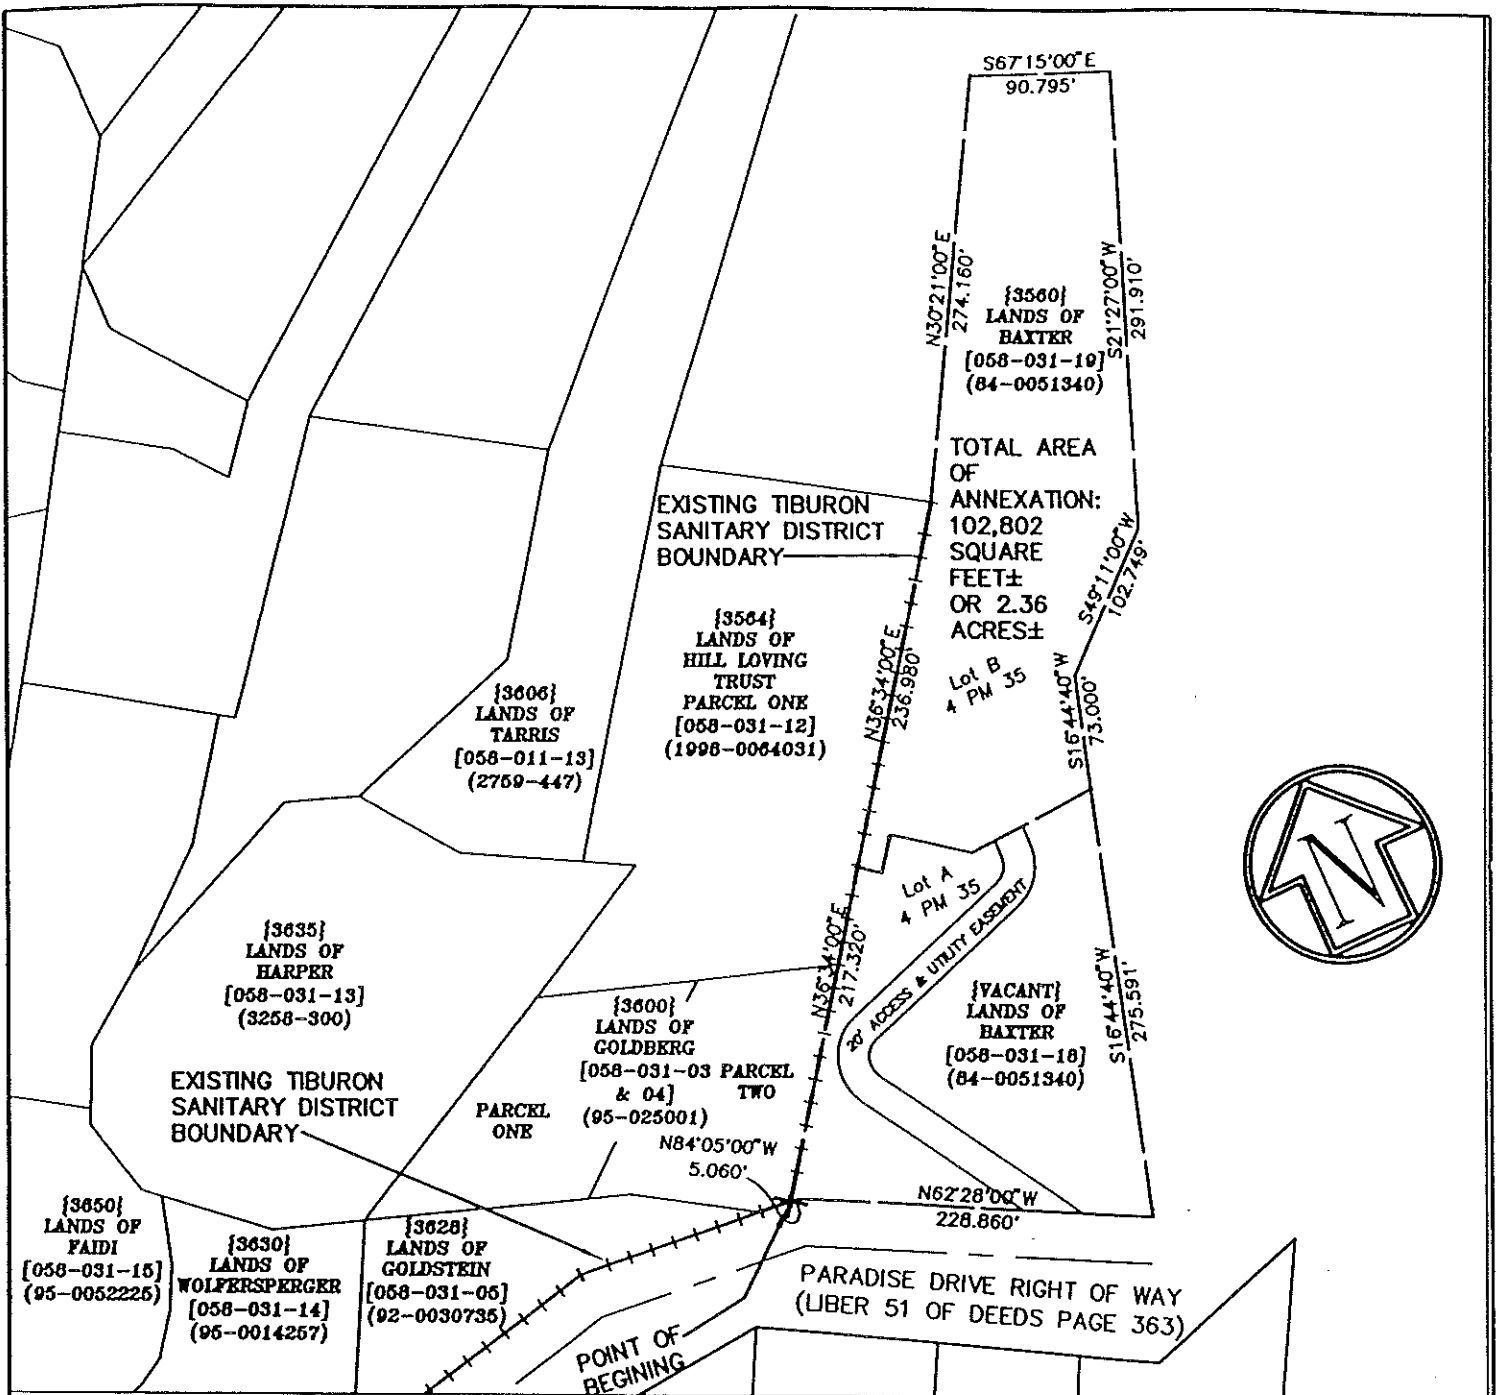 S67°15'00"E
90.795'
N30°21'00"E
274.160'
S21°27'00"W
291.910'
{3560}
LANDS OF
BAXTER
[058-031-19]
(84-0051340)
TOTAL AREA
OF
ANNEXATION:
102,802
SQUARE
FEET±
OR 2.36
ACRES±
EXISTING TIBURON
SANITARY DISTRICT
BOUNDARY
S49°11'00"W
102.749'
{3564}
LANDS OF
HILL LOVING
TRUST
PARCEL ONE
[058-031-12]
(1998-0064031)
N36°34'00"E
236.980'
Lot B
4 PM 35
S16°44'40"W
73.000'
{3606}
LANDS OF
TARRIS
[058-011-13]
(2759-447)
N
Lot A
4 PM 35
20' ACCESS & UTILITY EASEMENT
N36°34'00"E
217.320'
{3635}
LANDS OF
HARPER
[058-031-13]
(3258-300)
{VACANT}
LANDS OF
BAXTER
[058-031-18]
(84-0051340)
S16°44'40"W
275.591'
{3600}
LANDS OF
GOLDBERG
[058-031-03 PARCEL
& 04] TWO
(95-025001)
EXISTING TIBURON
SANITARY DISTRICT
BOUNDARY
PARCEL
ONE
N84°05'00"W
5.060'
N62°28'00"W
228.860'
{3650}
LANDS OF
FAIDI
[058-031-15]
(95-0052225)
{3630}
LANDS OF
WOLFERSPERGER
[058-031-14]
(95-0014257)
{3628}
LANDS OF
GOLDSTEIN
[058-031-05]
(92-0030735)
PARADISE DRIVE RIGHT OF WAY
(LIBER 51 OF DEEDS PAGE 363)
POINT OF
BEGINING